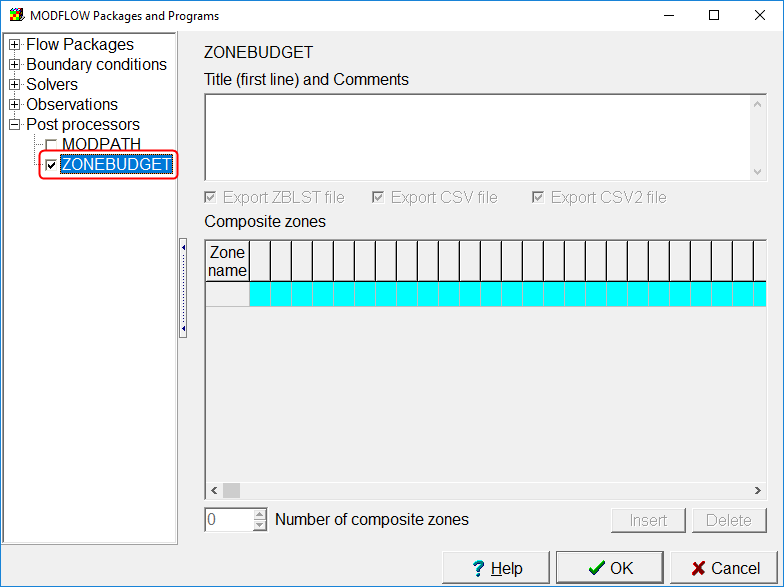 MODFLOW Packages and Programs
Flow Packages
Boundary conditions
Solvers
Observations
Post processors
MODPATH
ZONEBUDGET
ZONEBUDGET
Title (first line) and Comments
Export ZBLST file
Export CSV file
Export CSV2 file
Composite zones
Zone
name
0
Number of composite zones
Insert
Delete
? Help
OK
Cancel